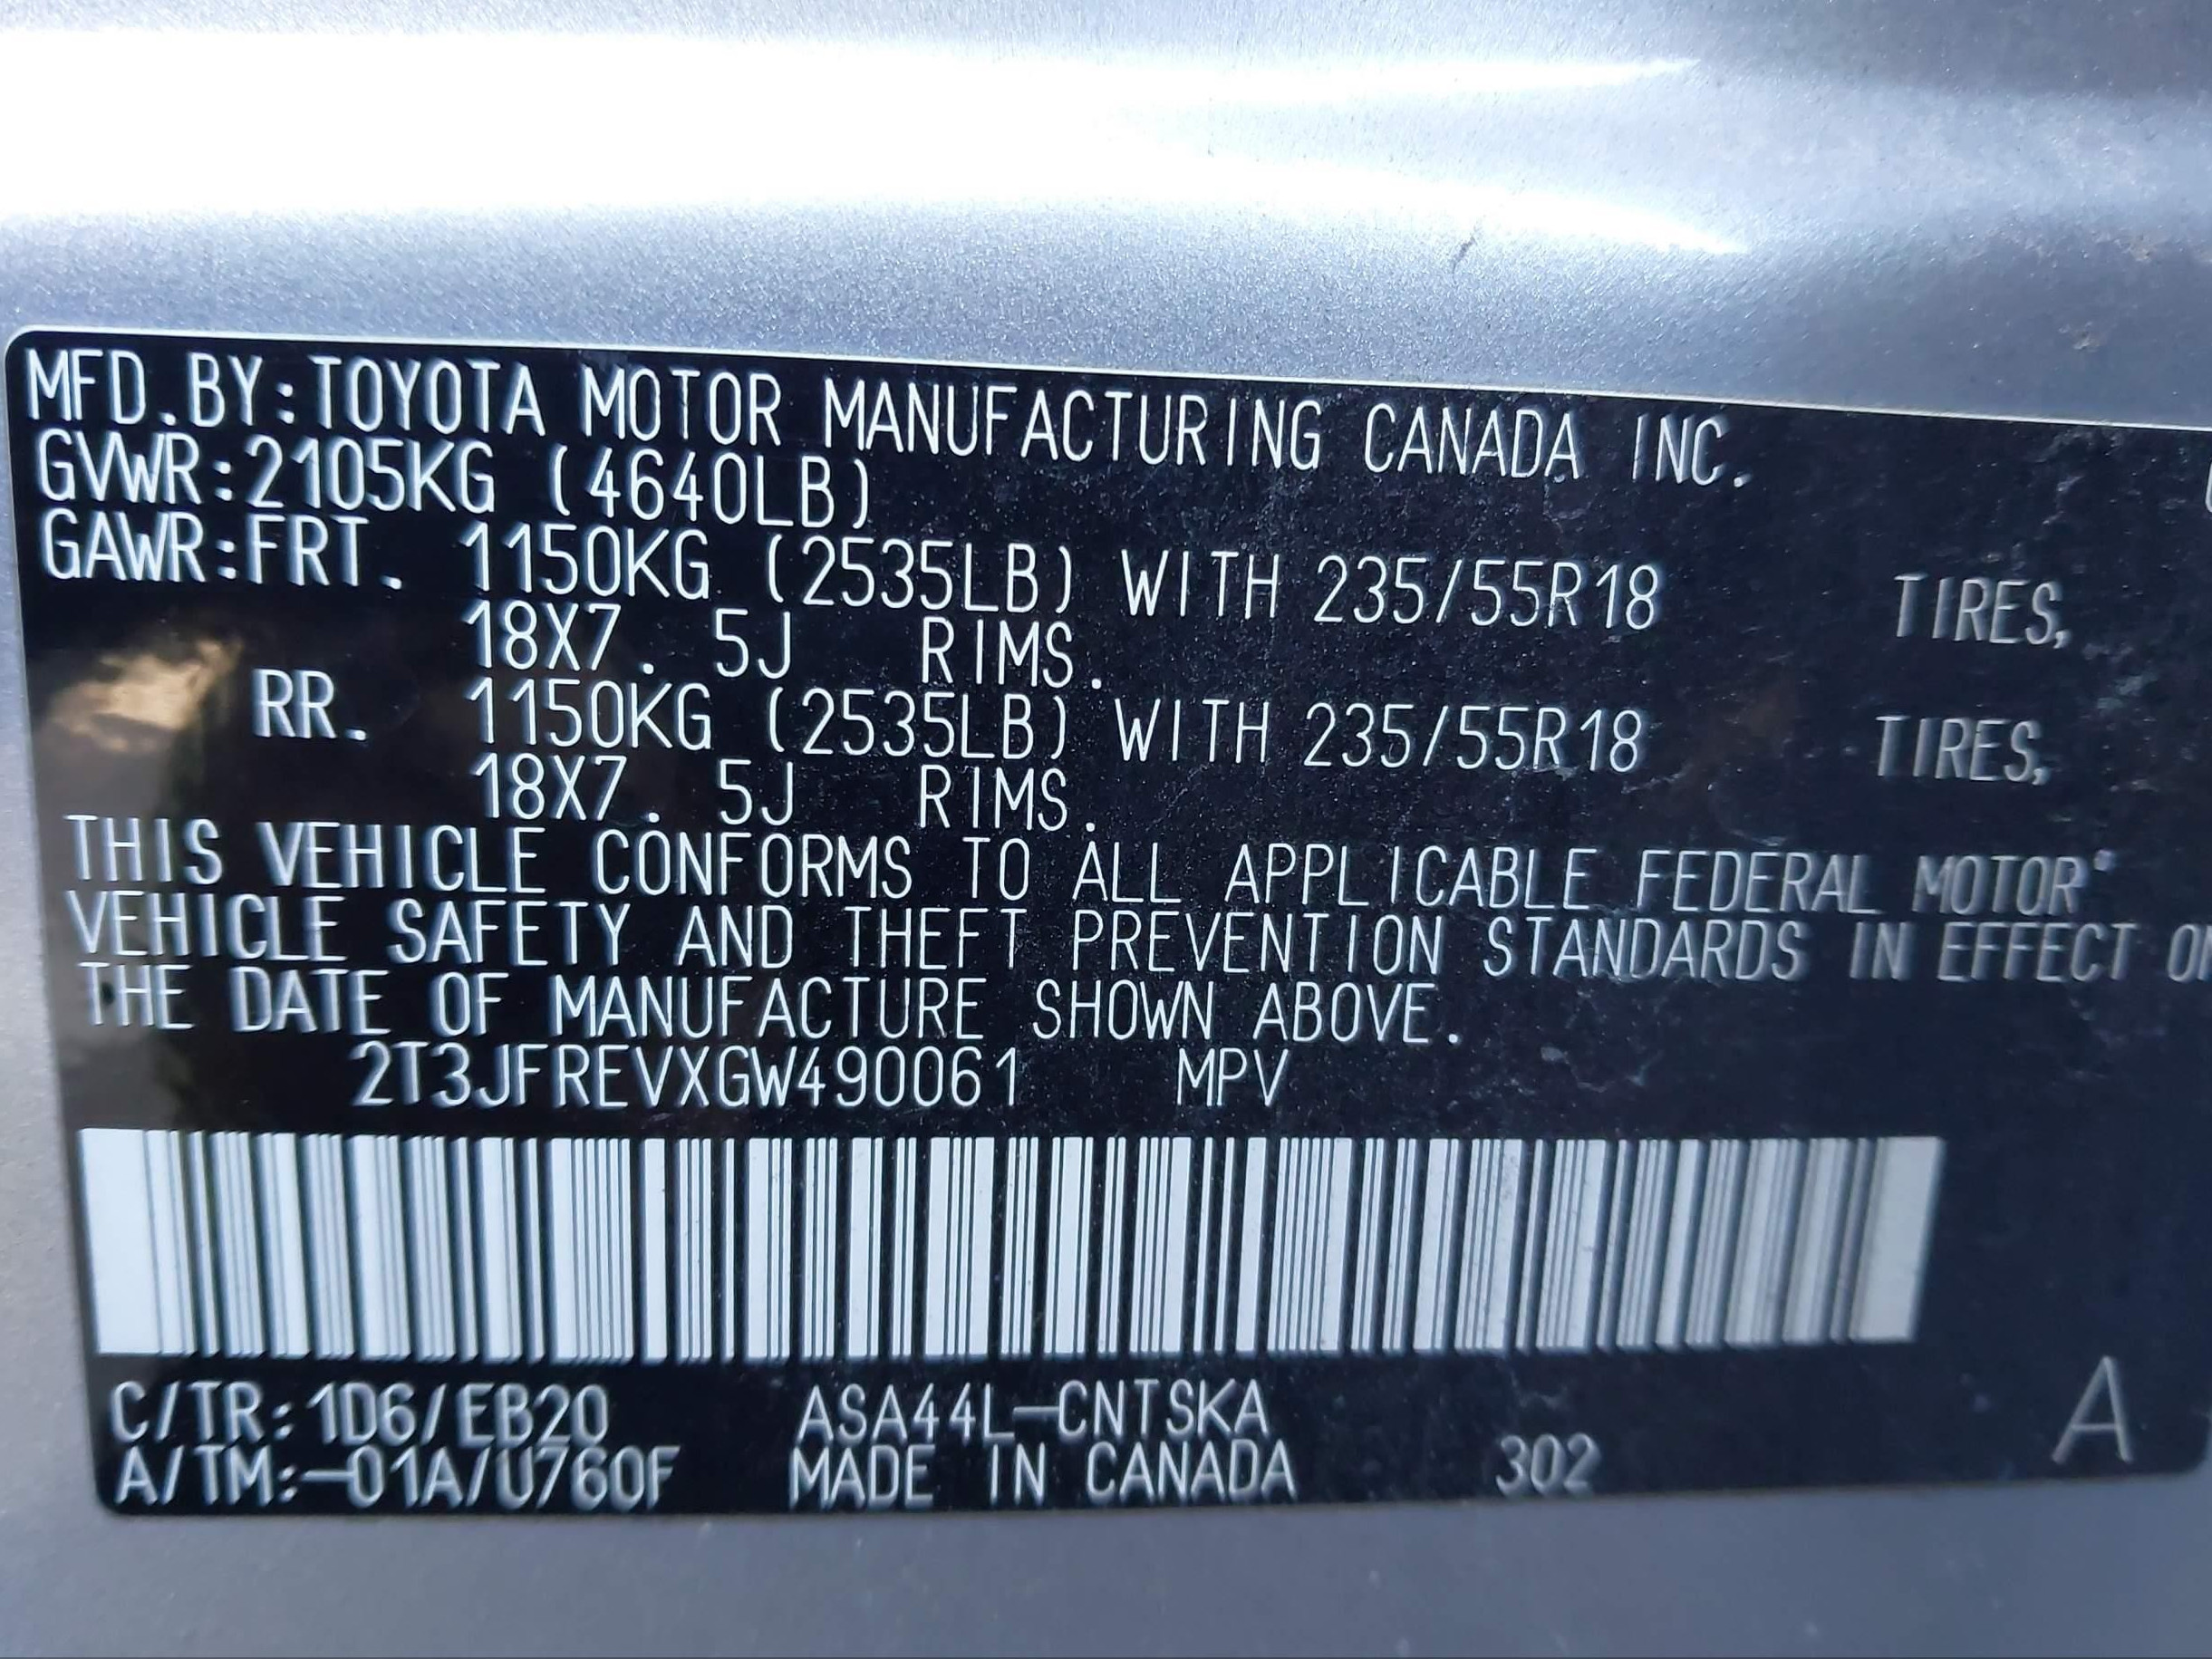 MFD.BY:TOYOTA MOTOR MANUFACTURING CANADA INC.
GVWR:2105KG (4640LB)
GAWR:FRT. 1150KG (2535LB) WITH 235/55R18 TIRES,
18X7. 5J RIMS.
RR. 1150KG (2535LB) WITH 235/55R18 TIRES,
18X7. 5J RIMS.
THIS VEHICLE CONFORMS TO ALL APPLICABLE FEDERAL MOTOR
VEHICLE SAFETY AND THEFT PREVENTION STANDARDS IN EFFECT
THE DATE OF MANUFACTURE SHOWN ABOVE.
2T3JFREVXGW490061 MPV
C/TR:1D6/EB20 ASA44L-CNTSKA
A/TM:-01A/U760F MADE IN CANADA 302 A